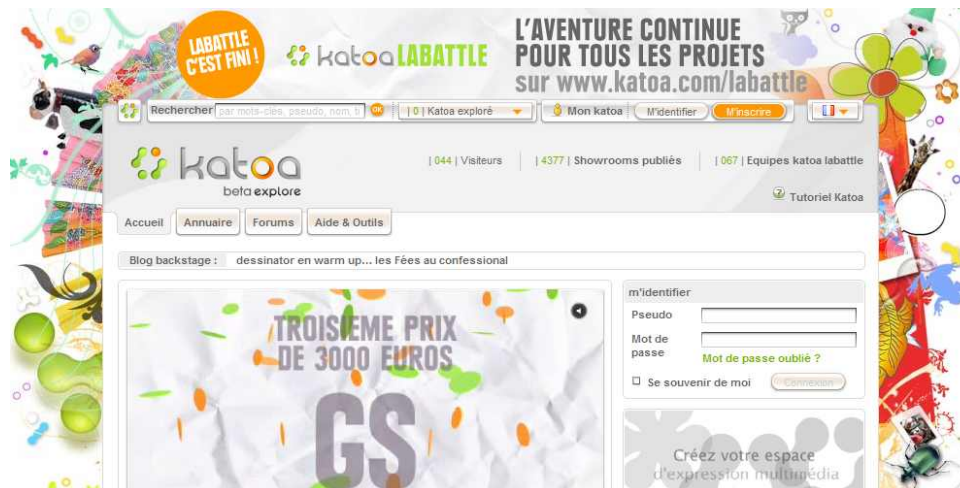 LABATTLE
C'EST FINI !
katoa LABATTLE
L'AVENTURE CONTINUE
POUR TOUS LES PROJETS
sur www.katoa.com/labattle
Rechercher par mots-clés, pseudo, nom, t OK | 0 | Katoa exploré Mon katoa M'identifier M'inscrire
katoa
beta explore
| 044 | Visiteurs | 4377 | Showrooms publiés | 067 | Equipes katoa labattle
Tutoriel Katoa
Accueil Annuaire Forums Aide & Outils
Blog backstage : dessinator en warm up... les Fées au confessional
TROISIEME PRIX
DE 3000 EUROS
GS
m'identifier
Pseudo
Mot de
passe
Mot de passe oublié ?
Se souvenir de moi Connexion
Créez votre espace
d'expression multimédia